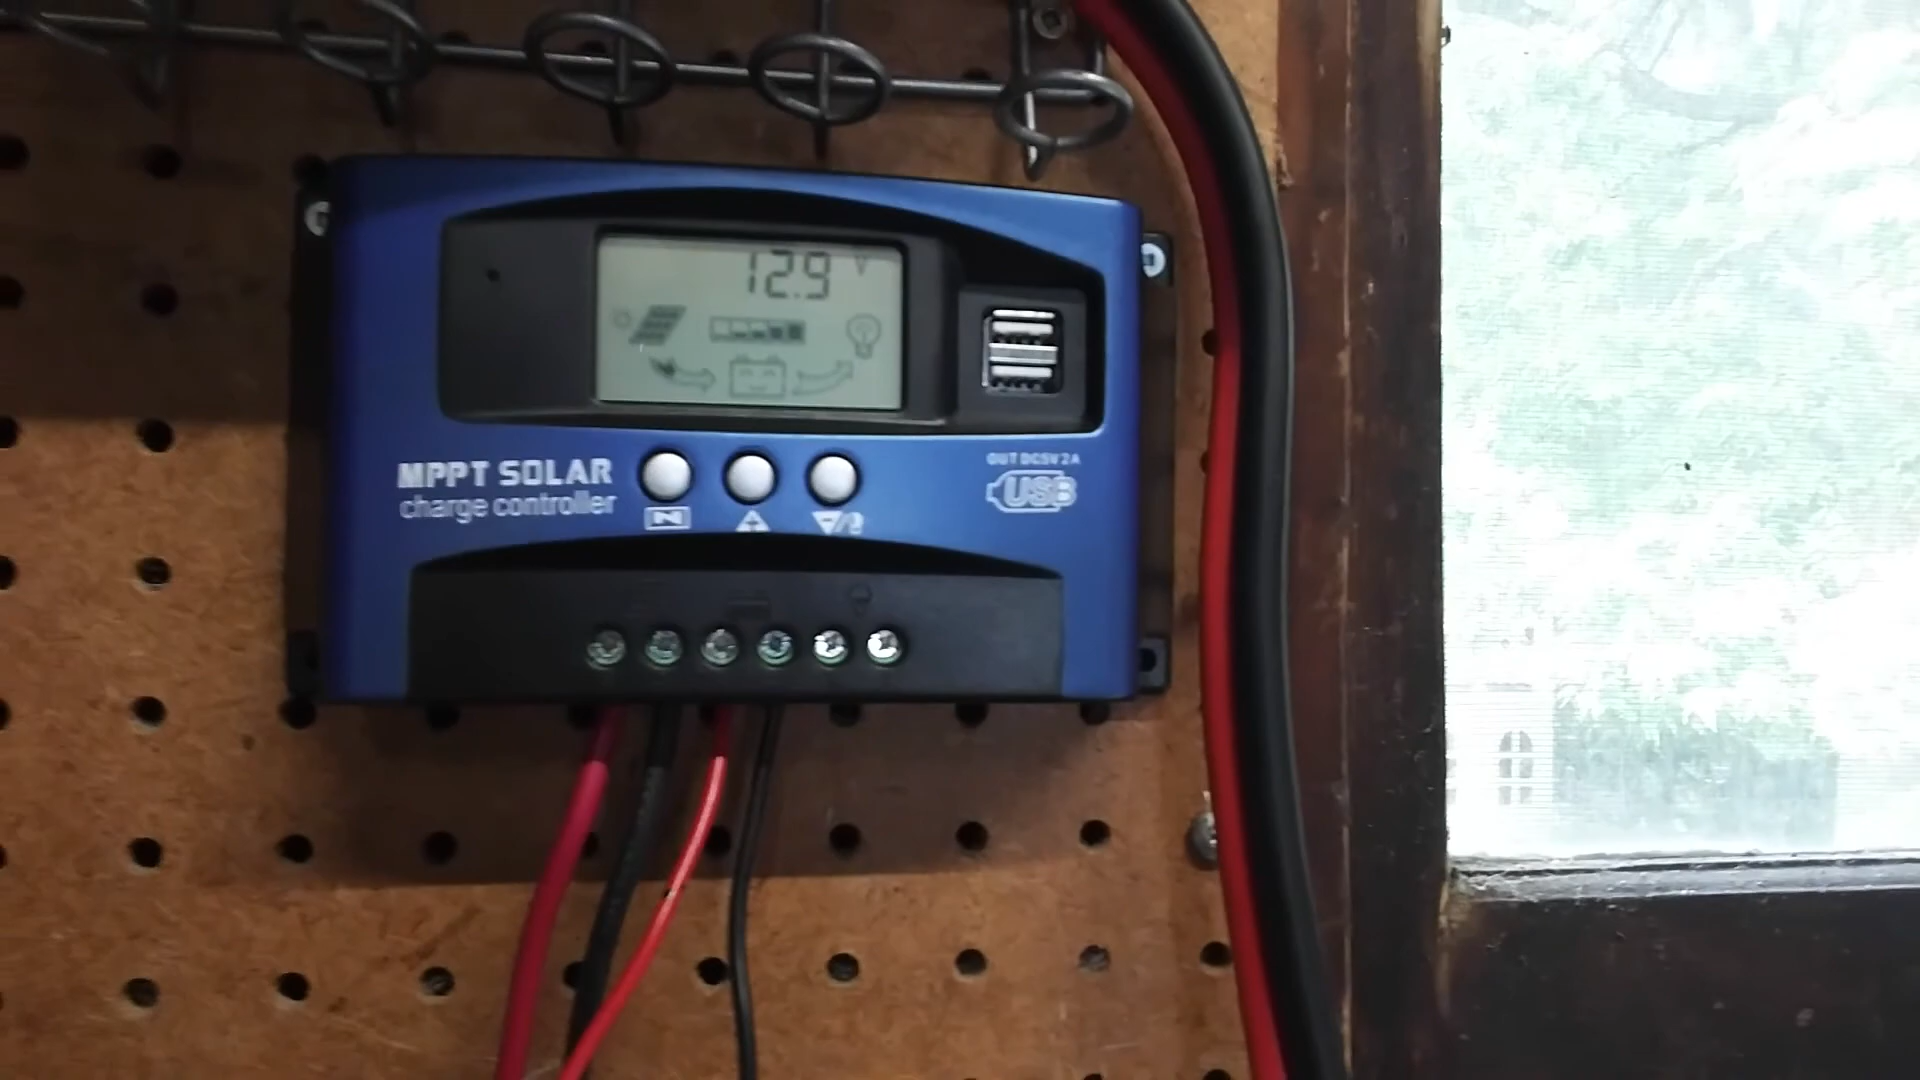 12.9 V
MPPT SOLAR
charge controller
OUT DC5V 2A
USB